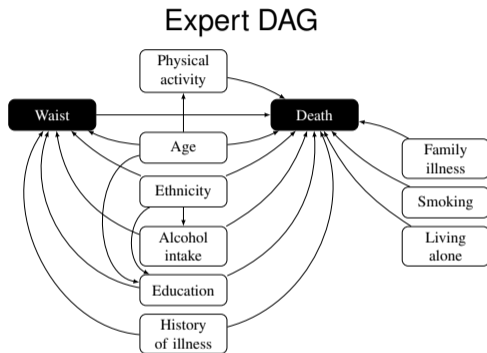 Expert DAG
Physical
activity
Waist
Death
Age
Family
illness
Ethnicity
Smoking
Alcohol
intake
Living
alone
Education
History
of illness